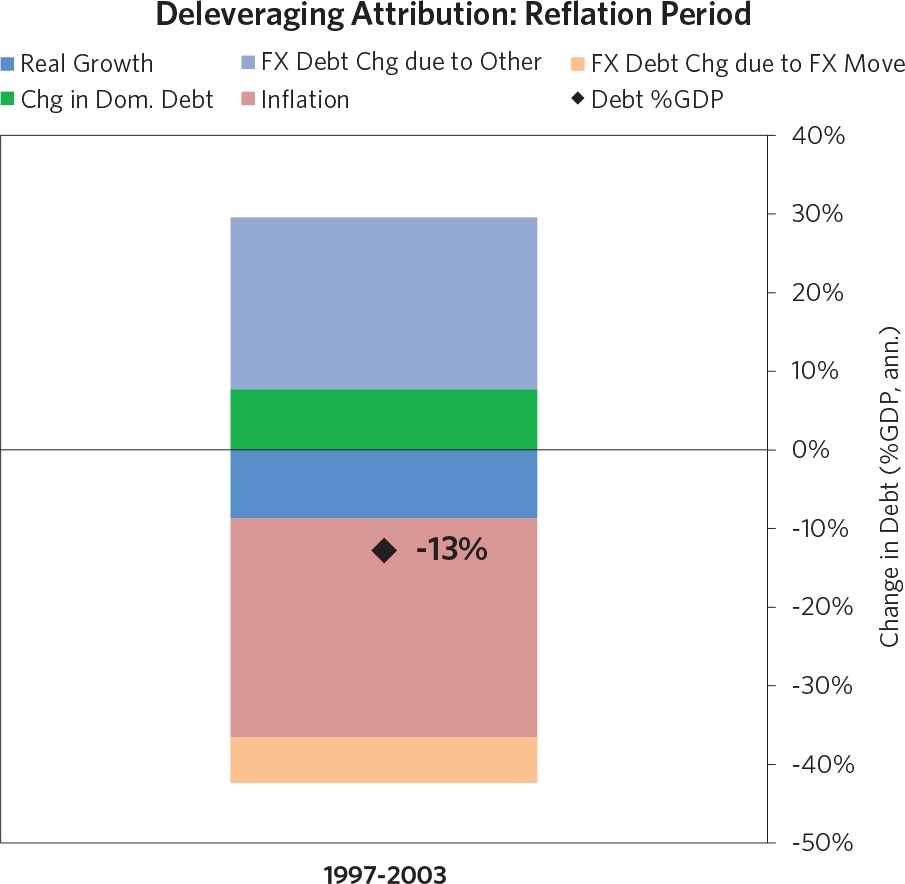 Deleveraging Attribution: Reflation Period
Real Growth
FX Debt Chg due to Other
FX Debt Chg due to FX Move
Chg in Dom. Debt
Inflation
Debt %GDP
40%
30%
20%
10%
0%
-10%
-20%
-30%
-40%
-50%
Change in Debt (%GDP, ann.)
-13%
1997-2003